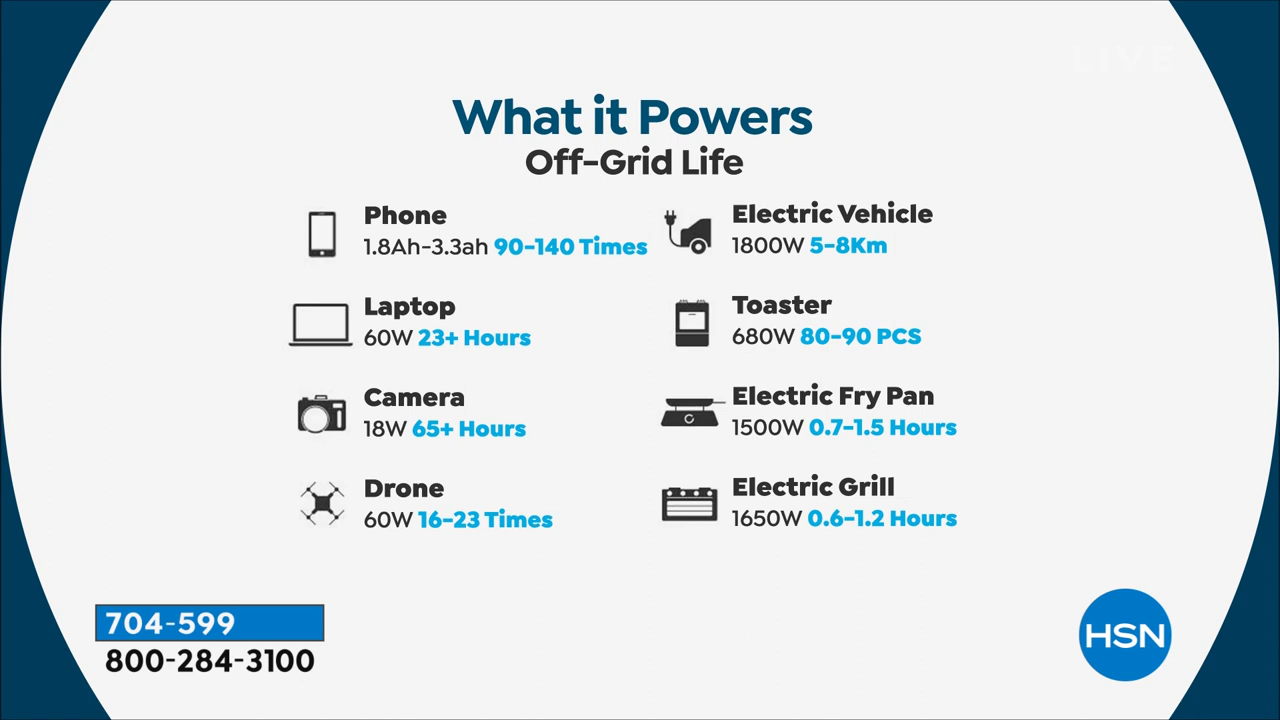 LIVE
What it Powers
Off-Grid Life
Phone
1.8Ah-3.3ah 90-140 Times
Laptop
60W 23+ Hours
Camera
18W 65+ Hours
Drone
60W 16-23 Times
Electric Vehicle
1800W 5-8Km
Toaster
680W 80-90 PCS
Electric Fry Pan
1500W 0.7-1.5 Hours
Electric Grill
1650W 0.6-1.2 Hours
704-599
800-284-3100
HSN